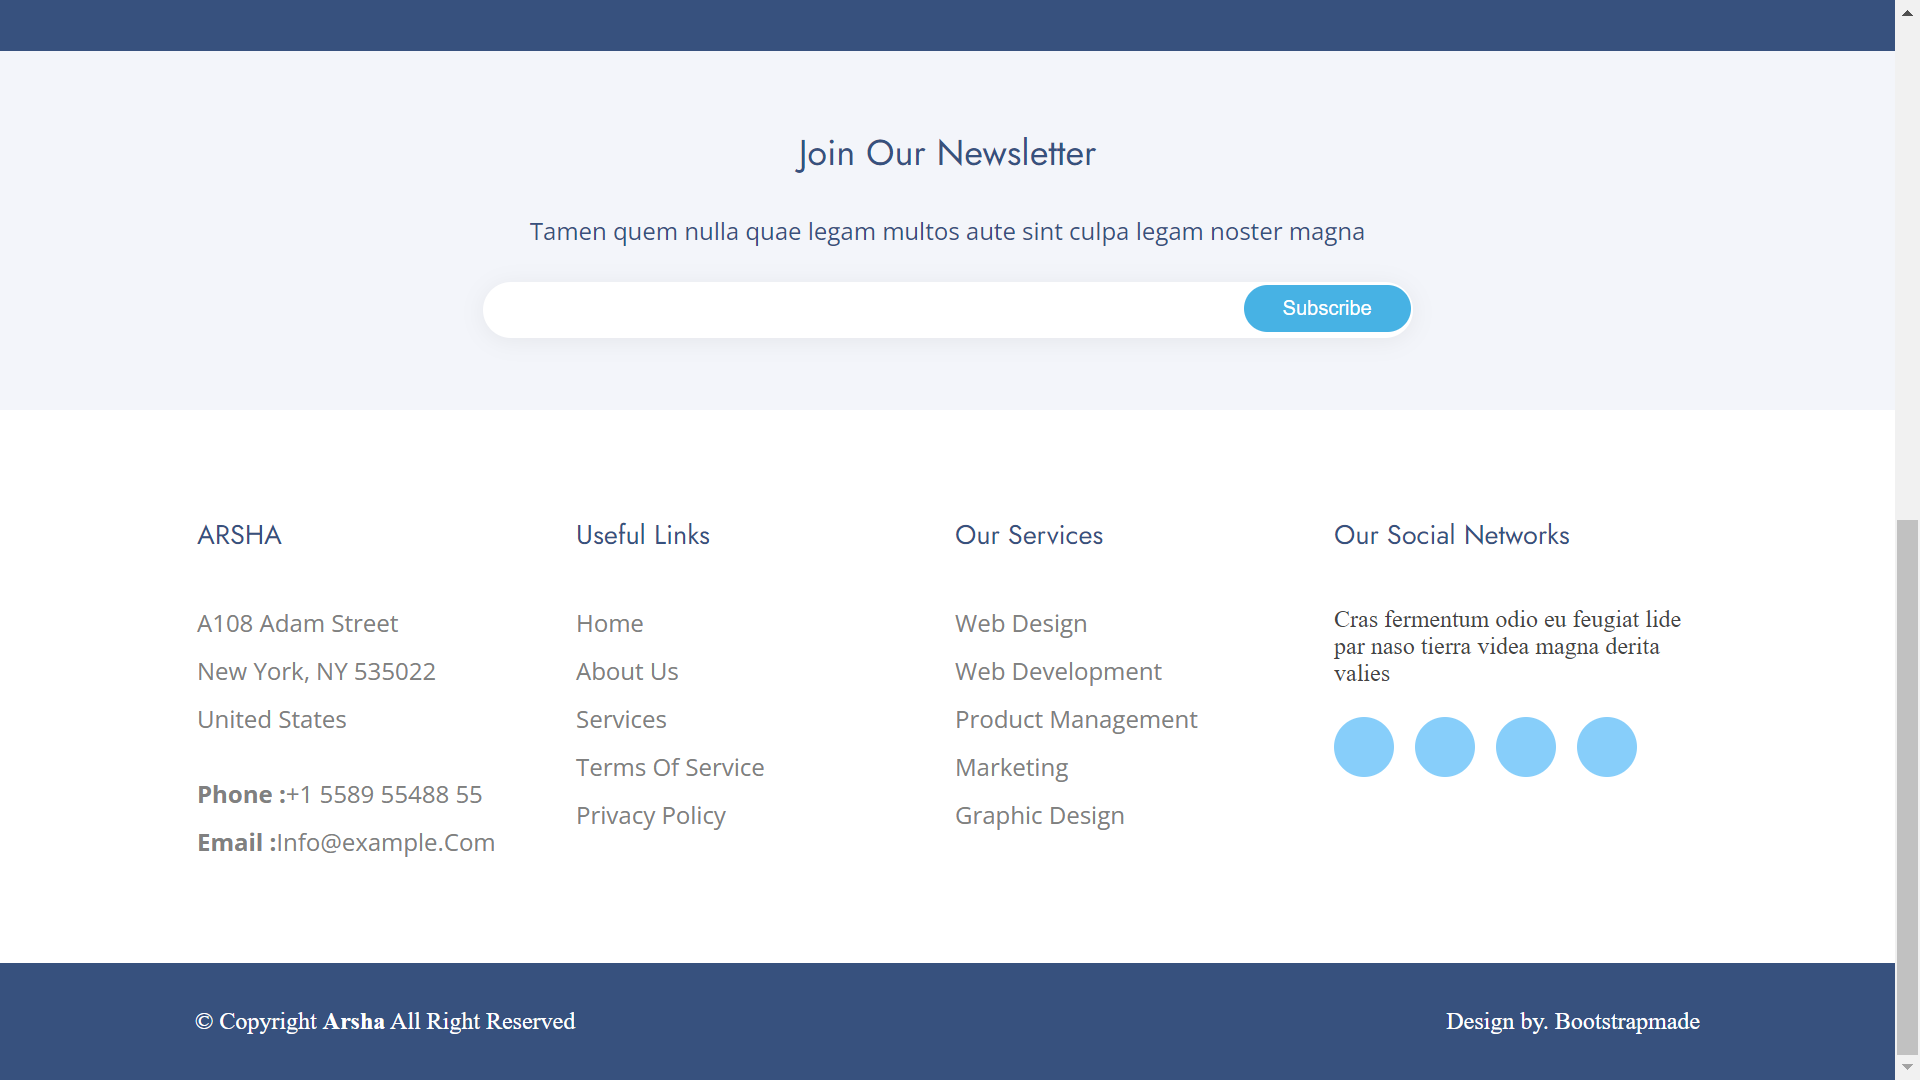 Join Our Newsletter
Tamen quem nulla quae legam multos aute sint culpa legam noster magna
Subscribe
ARSHA
A108 Adam Street
New York, NY 535022
United States
Phone :+1 5589 55488 55
Email :Info@example.Com
Useful Links
Home
About Us
Services
Terms Of Service
Privacy Policy
Our Services
Web Design
Web Development
Product Management
Marketing
Graphic Design
Our Social Networks
Cras fermentum odio eu feugiat lide
par naso tierra videa magna derita
valies
© Copyright Arsha All Right Reserved
Design by. Bootstrapmade